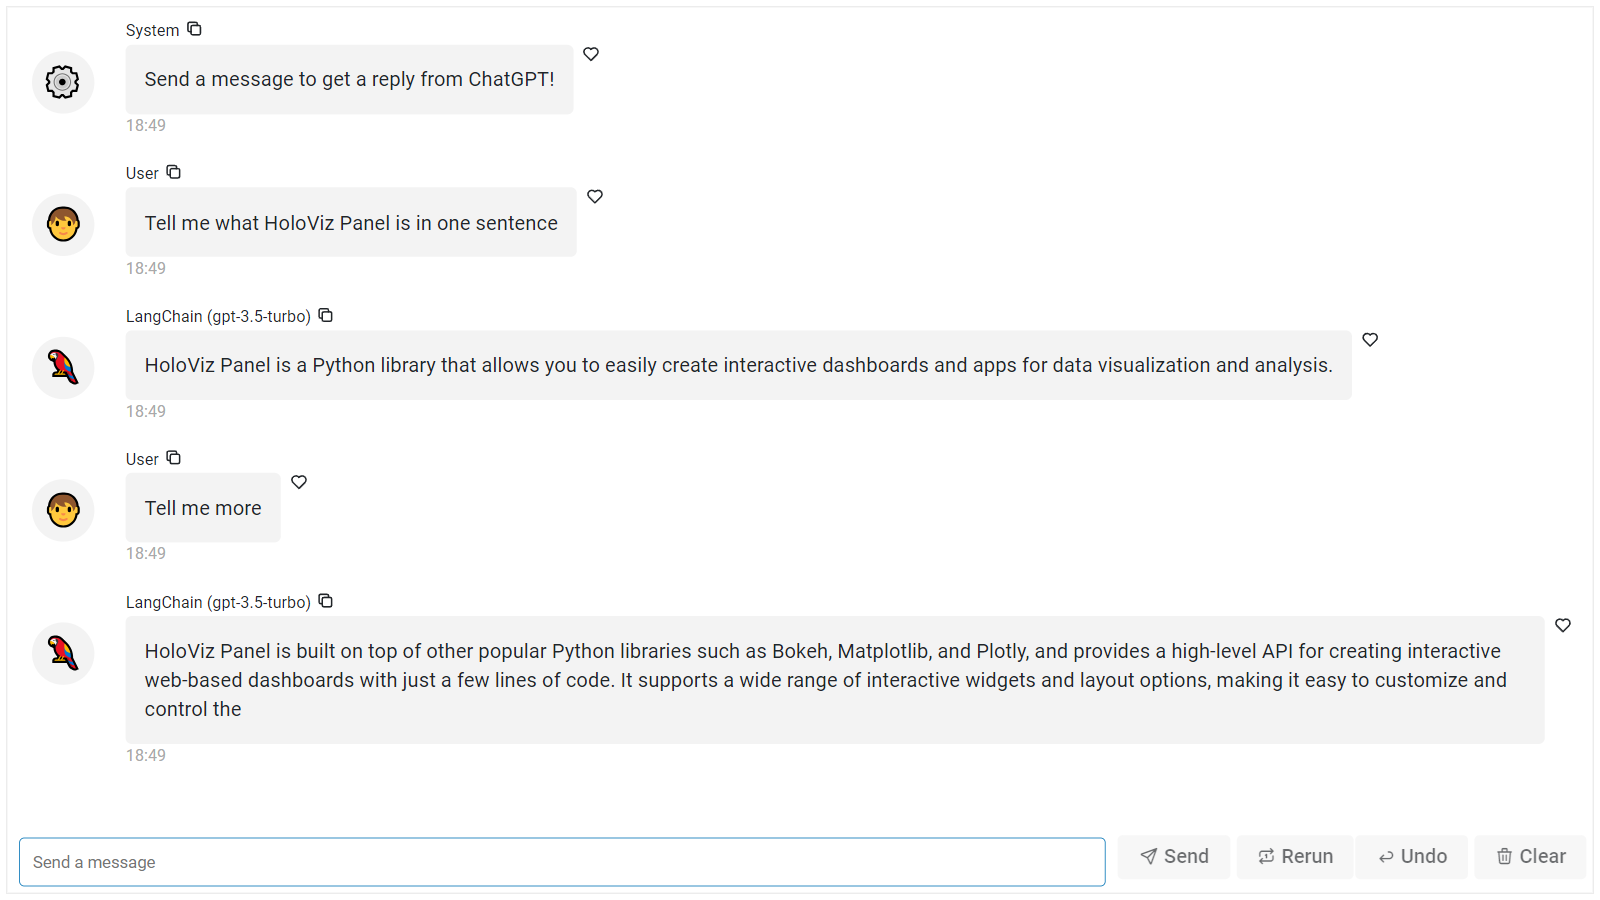 System
Send a message to get a reply from ChatGPT!
18:49
User
Tell me what HoloViz Panel is in one sentence
18:49
LangChain (gpt-3.5-turbo)
HoloViz Panel is a Python library that allows you to easily create interactive dashboards and apps for data visualization and analysis.
18:49
User
Tell me more
18:49
LangChain (gpt-3.5-turbo)
HoloViz Panel is built on top of other popular Python libraries such as Bokeh, Matplotlib, and Plotly, and provides a high-level API for creating interactive
web-based dashboards with just a few lines of code. It supports a wide range of interactive widgets and layout options, making it easy to customize and
control the
18:49
Send a message
Send
Rerun
Undo
Clear